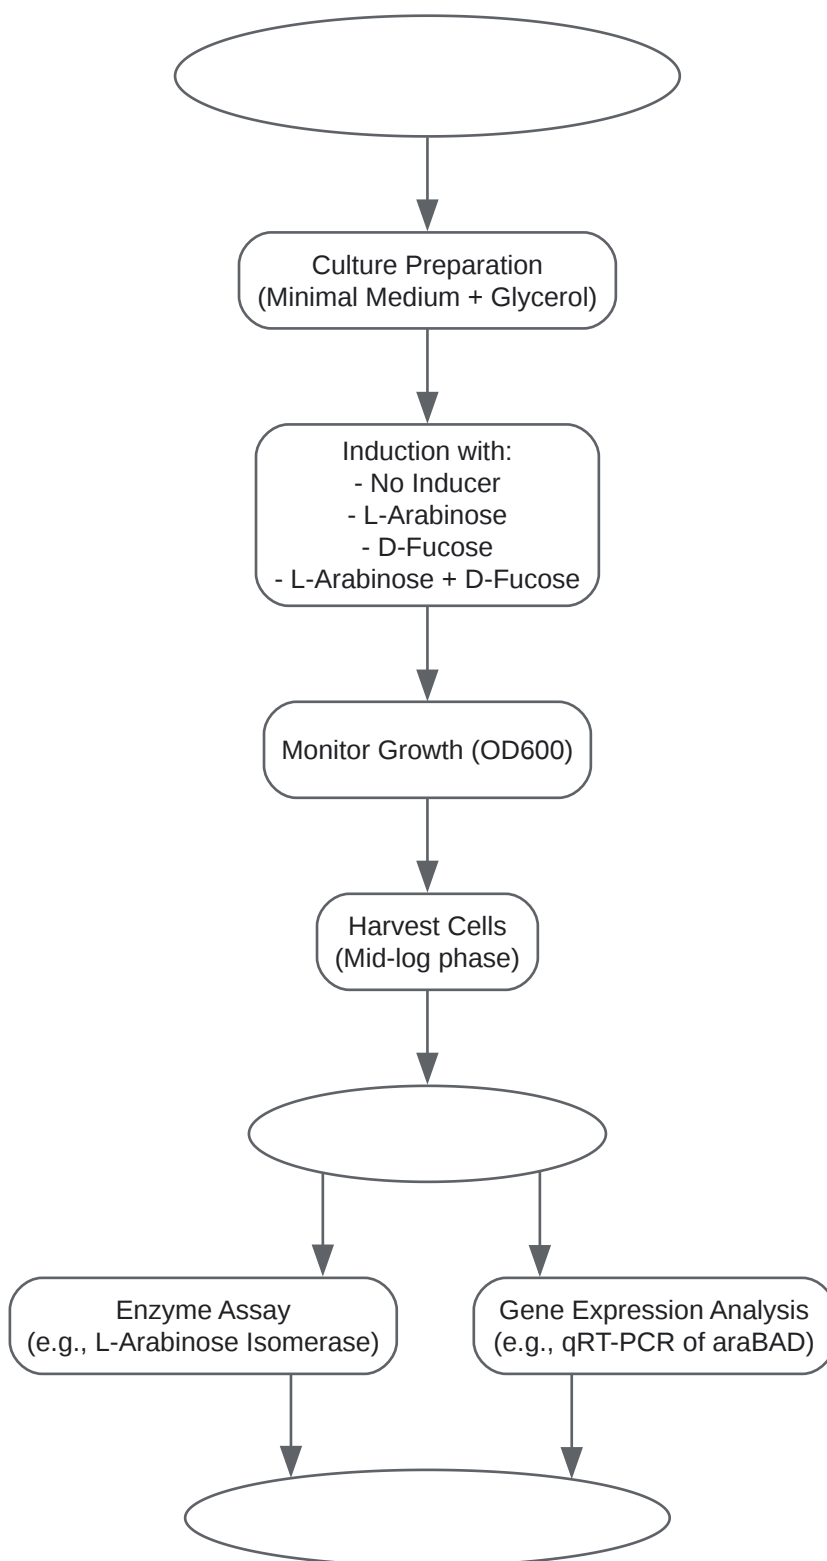 Culture Preparation
(Minimal Medium + Glycerol)
Induction with:
- No Inducer
- L-Arabinose
- D-Fucose
- L-Arabinose + D-Fucose
Monitor Growth (OD600)
Harvest Cells
(Mid-log phase)
Enzyme Assay
(e.g., L-Arabinose Isomerase)
Gene Expression Analysis
(e.g., qRT-PCR of araBAD)